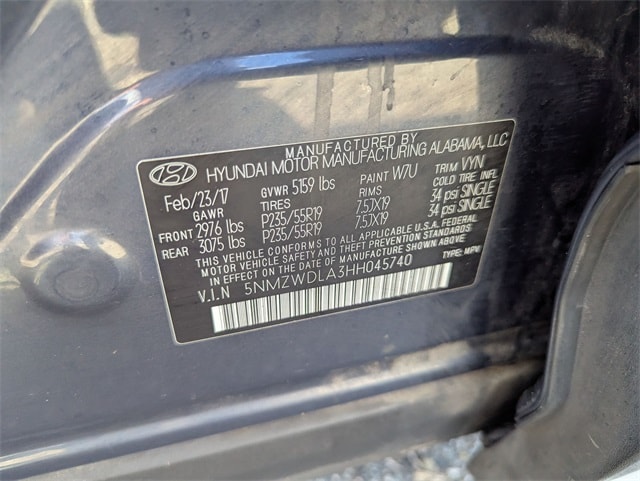 MANUFACTURED BY
HYUNDAI MOTOR MANUFACTURING ALABAMA, LLC
Feb/23/17 GVWR 5159 lbs PAINT W7U TRIM VYN
GAWR TIRES RIMS COLD TIRE INFL
FRONT 2976 lbs P235/55R19 7.5JX19 34 psi SINGLE
REAR 3075 lbs P235/55R19 7.5JX19 34 psi SINGLE
THIS VEHICLE CONFORMS TO ALL APPLICABLE U.S.A. FEDERAL
MOTOR VEHICLE SAFETY AND THEFT PREVENTION STANDARDS
IN EFFECT ON THE DATE OF MANUFACTURE SHOWN ABOVE.
V.I.N 5NMZWDLA3HH045740 TYPE: MPV